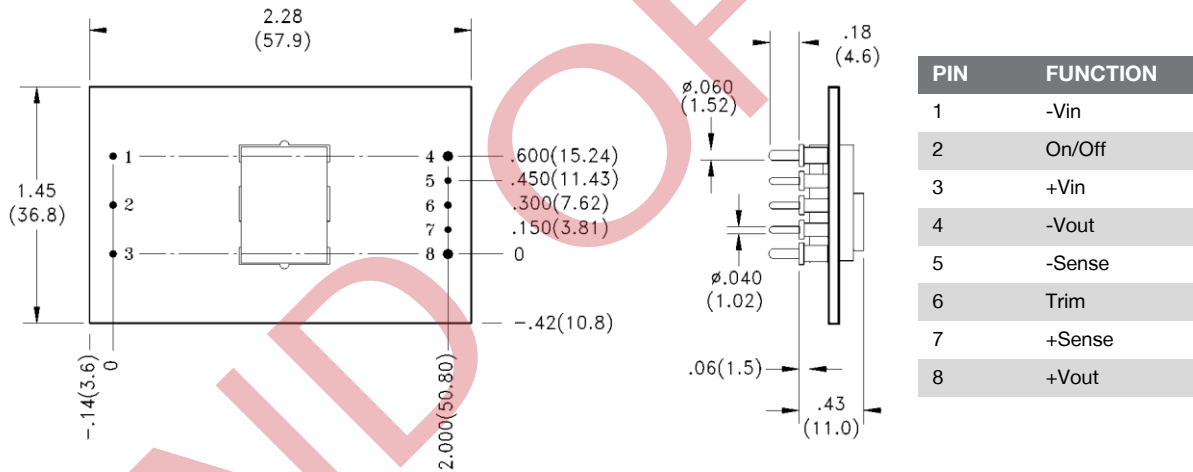 2.28
(57.9)
1.45
(36.8)
1
2
3
4
5
6
7
8
.600(15.24)
.450(11.43)
.300(7.62)
.150(3.81)
0
-.42(10.8)
-.14(3.6)
0
2.000(50.80)
.18
(4.6)
ø.060
(1.52)
ø.040
(1.02)
.06(1.5)
.43
(11.0)
PIN FUNCTION
1 -Vin
2 On/Off
3 +Vin
4 -Vout
5 -Sense
6 Trim
7 +Sense
8 +Vout